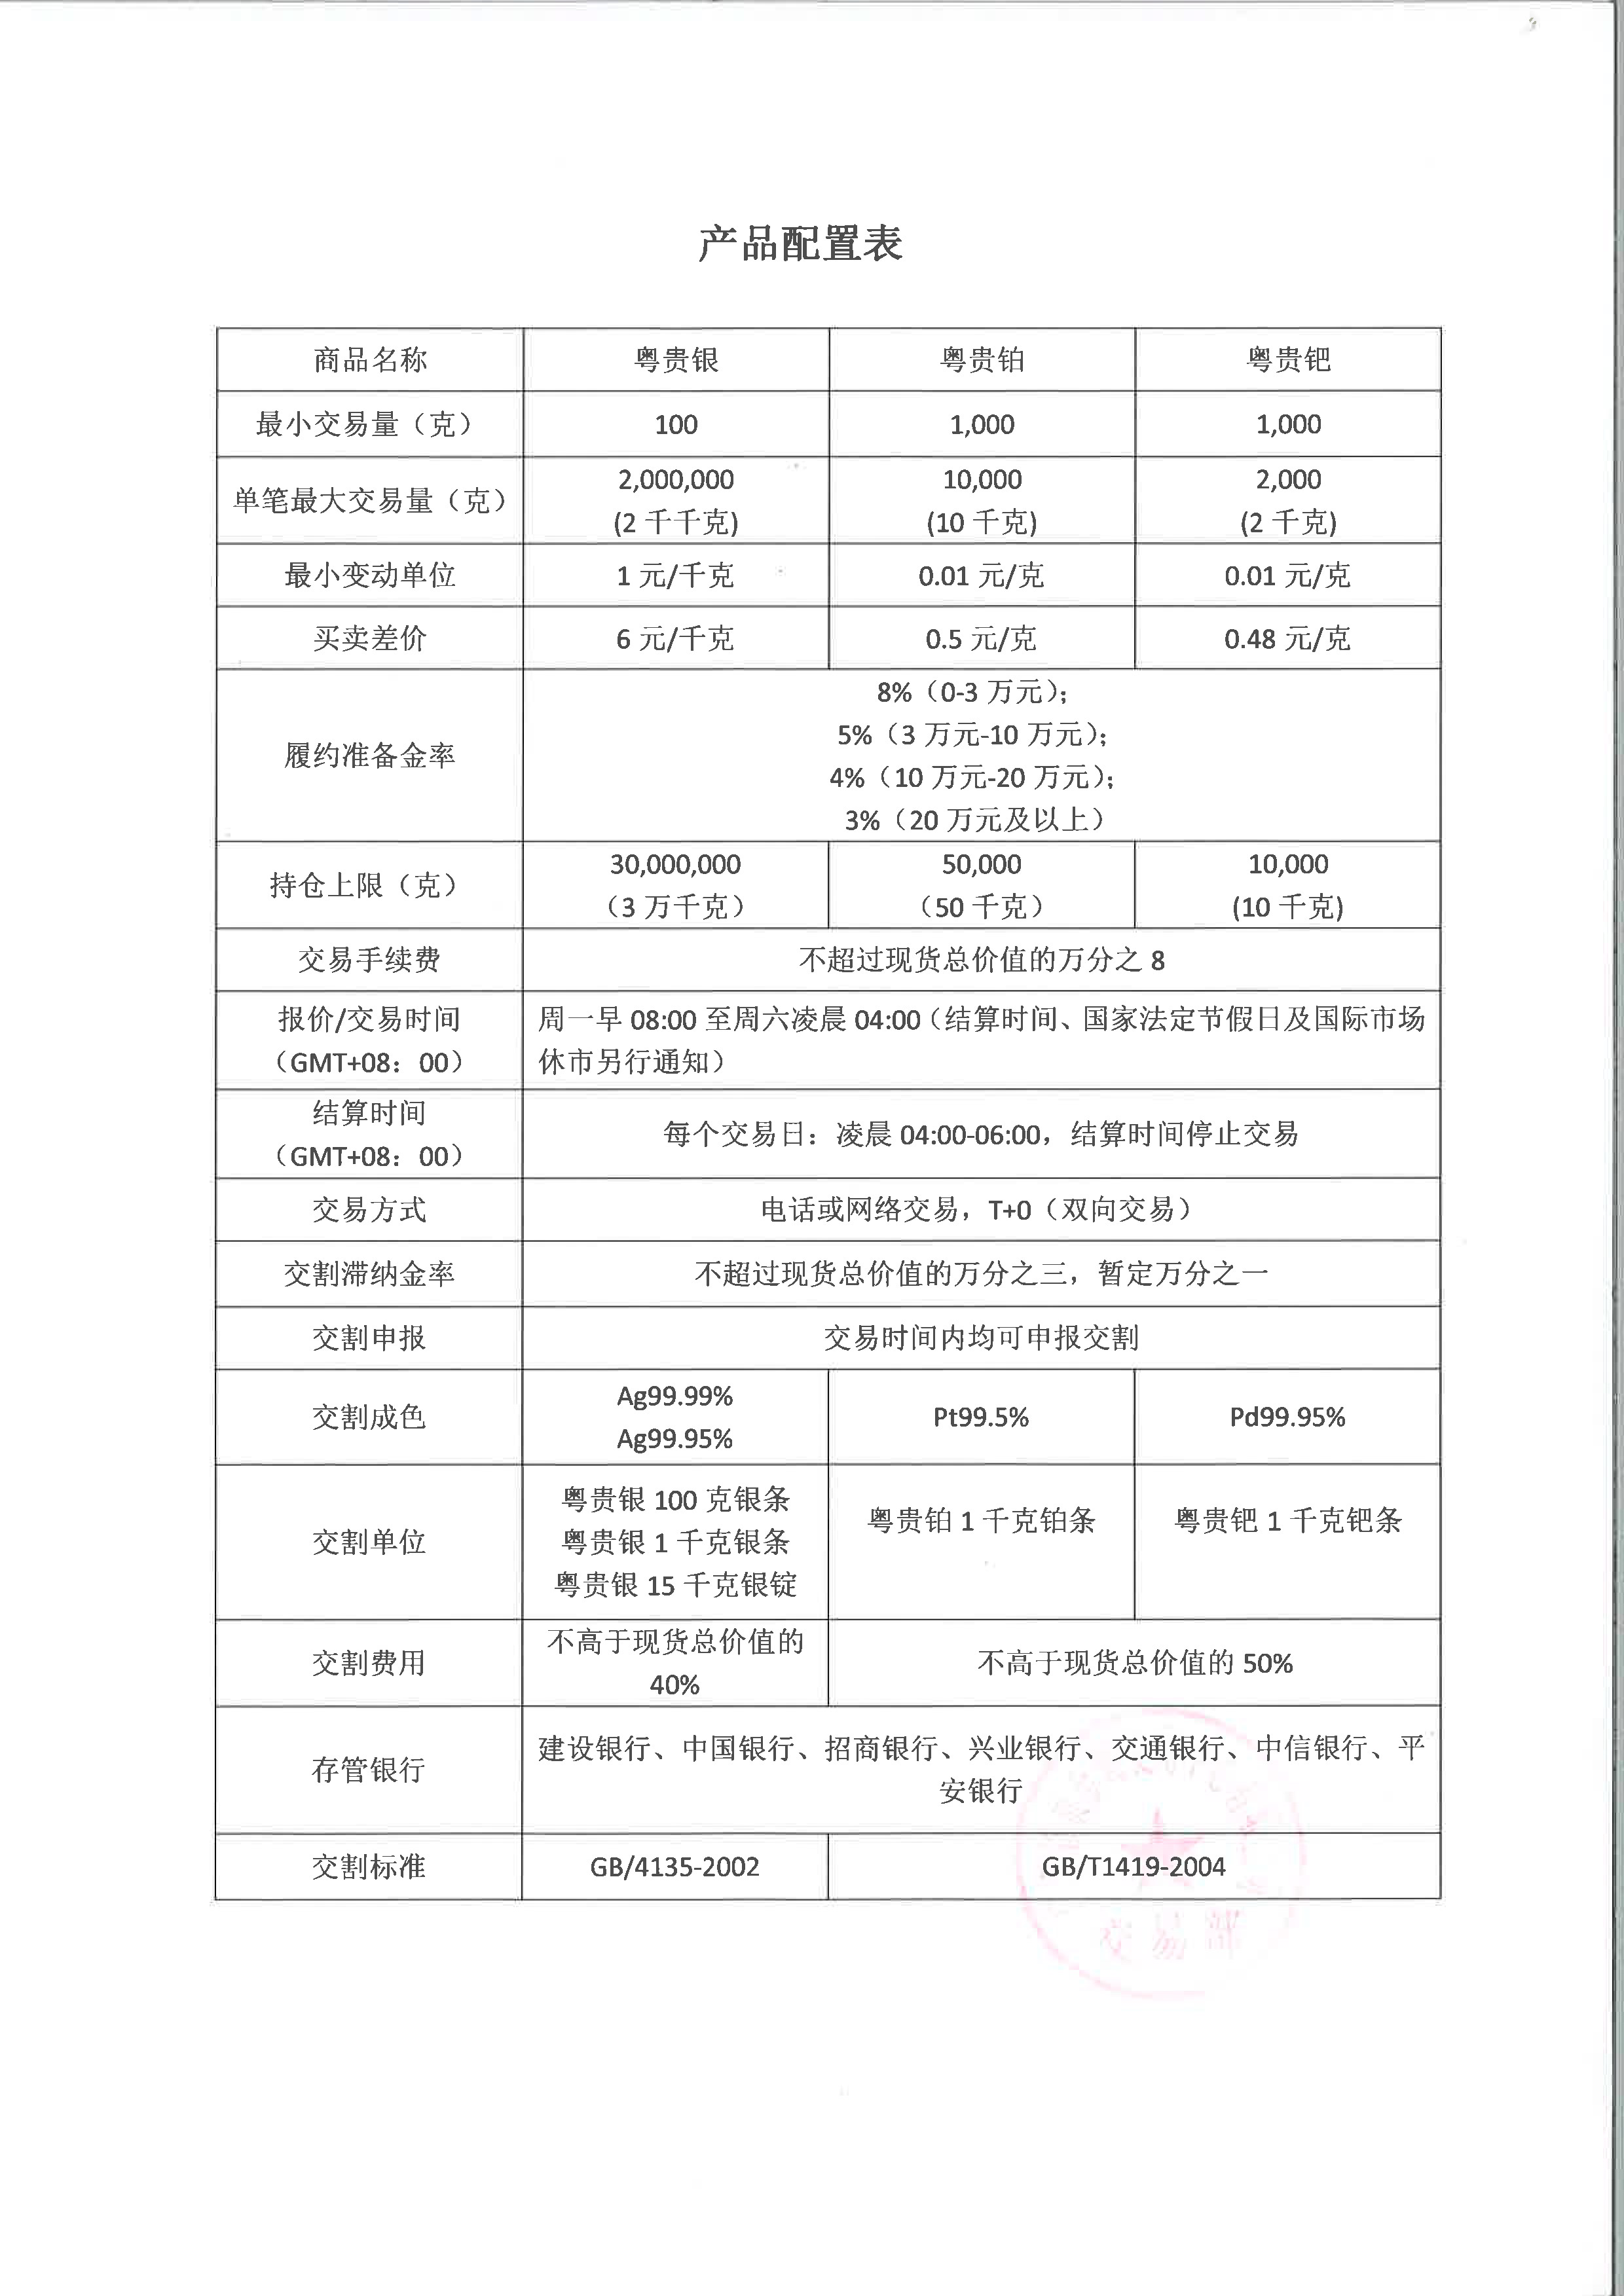 产品配置表
商品名称 粤贵银 粤贵铂 粤贵钯
最小交易量（克） 100 1,000 1,000
单笔最大交易量（克） 2,000,000 10,000 2,000
(2 千千克) (10 千克) (2 千克)
最小变动单位 1 元/千克 0.01 元/克 0.01 元/克
买卖差价 6 元/千克 0.5 元/克 0.48 元/克
履约准备金率
8%（0-3 万元）；
5%（3 万元-10 万元）；
4%（10 万元-20 万元）；
3%（20 万元及以上）
持仓上限（克） 30,000,000 50,000 10,000
（3 万千克） （50 千克） (10 千克)
交易手续费 不超过现货总价值的万分之 8
报价/交易时间
（GMT+08：00）
周一早 08:00 至周六凌晨 04:00（结算时间、国家法定节假日及国际市场
休市另行通知）
结算时间
（GMT+08：00）
每个交易日：凌晨 04:00-06:00，结算时间停止交易
交易方式 电话或网络交易，T+0（双向交易）
交割滞纳金率 不超过现货总价值的万分之三，暂定万分之一
交割申报 交易时间内均可申报交割
交割成色
Ag99.99%
Ag99.95%
Pt99.5% Pd99.95%
交割单位
粤贵银 100 克银条
粤贵银 1 千克银条
粤贵银 15 千克银锭
粤贵铂 1 千克铂条 粤贵钯 1 千克钯条
交割费用
不高于现货总价值的
40%
不高于现货总价值的 50%
存管银行
建设银行、中国银行、招商银行、兴业银行、交通银行、中信银行、平
安银行
交割标准 GB/4135-2002 GB/T1419-2004
交易部